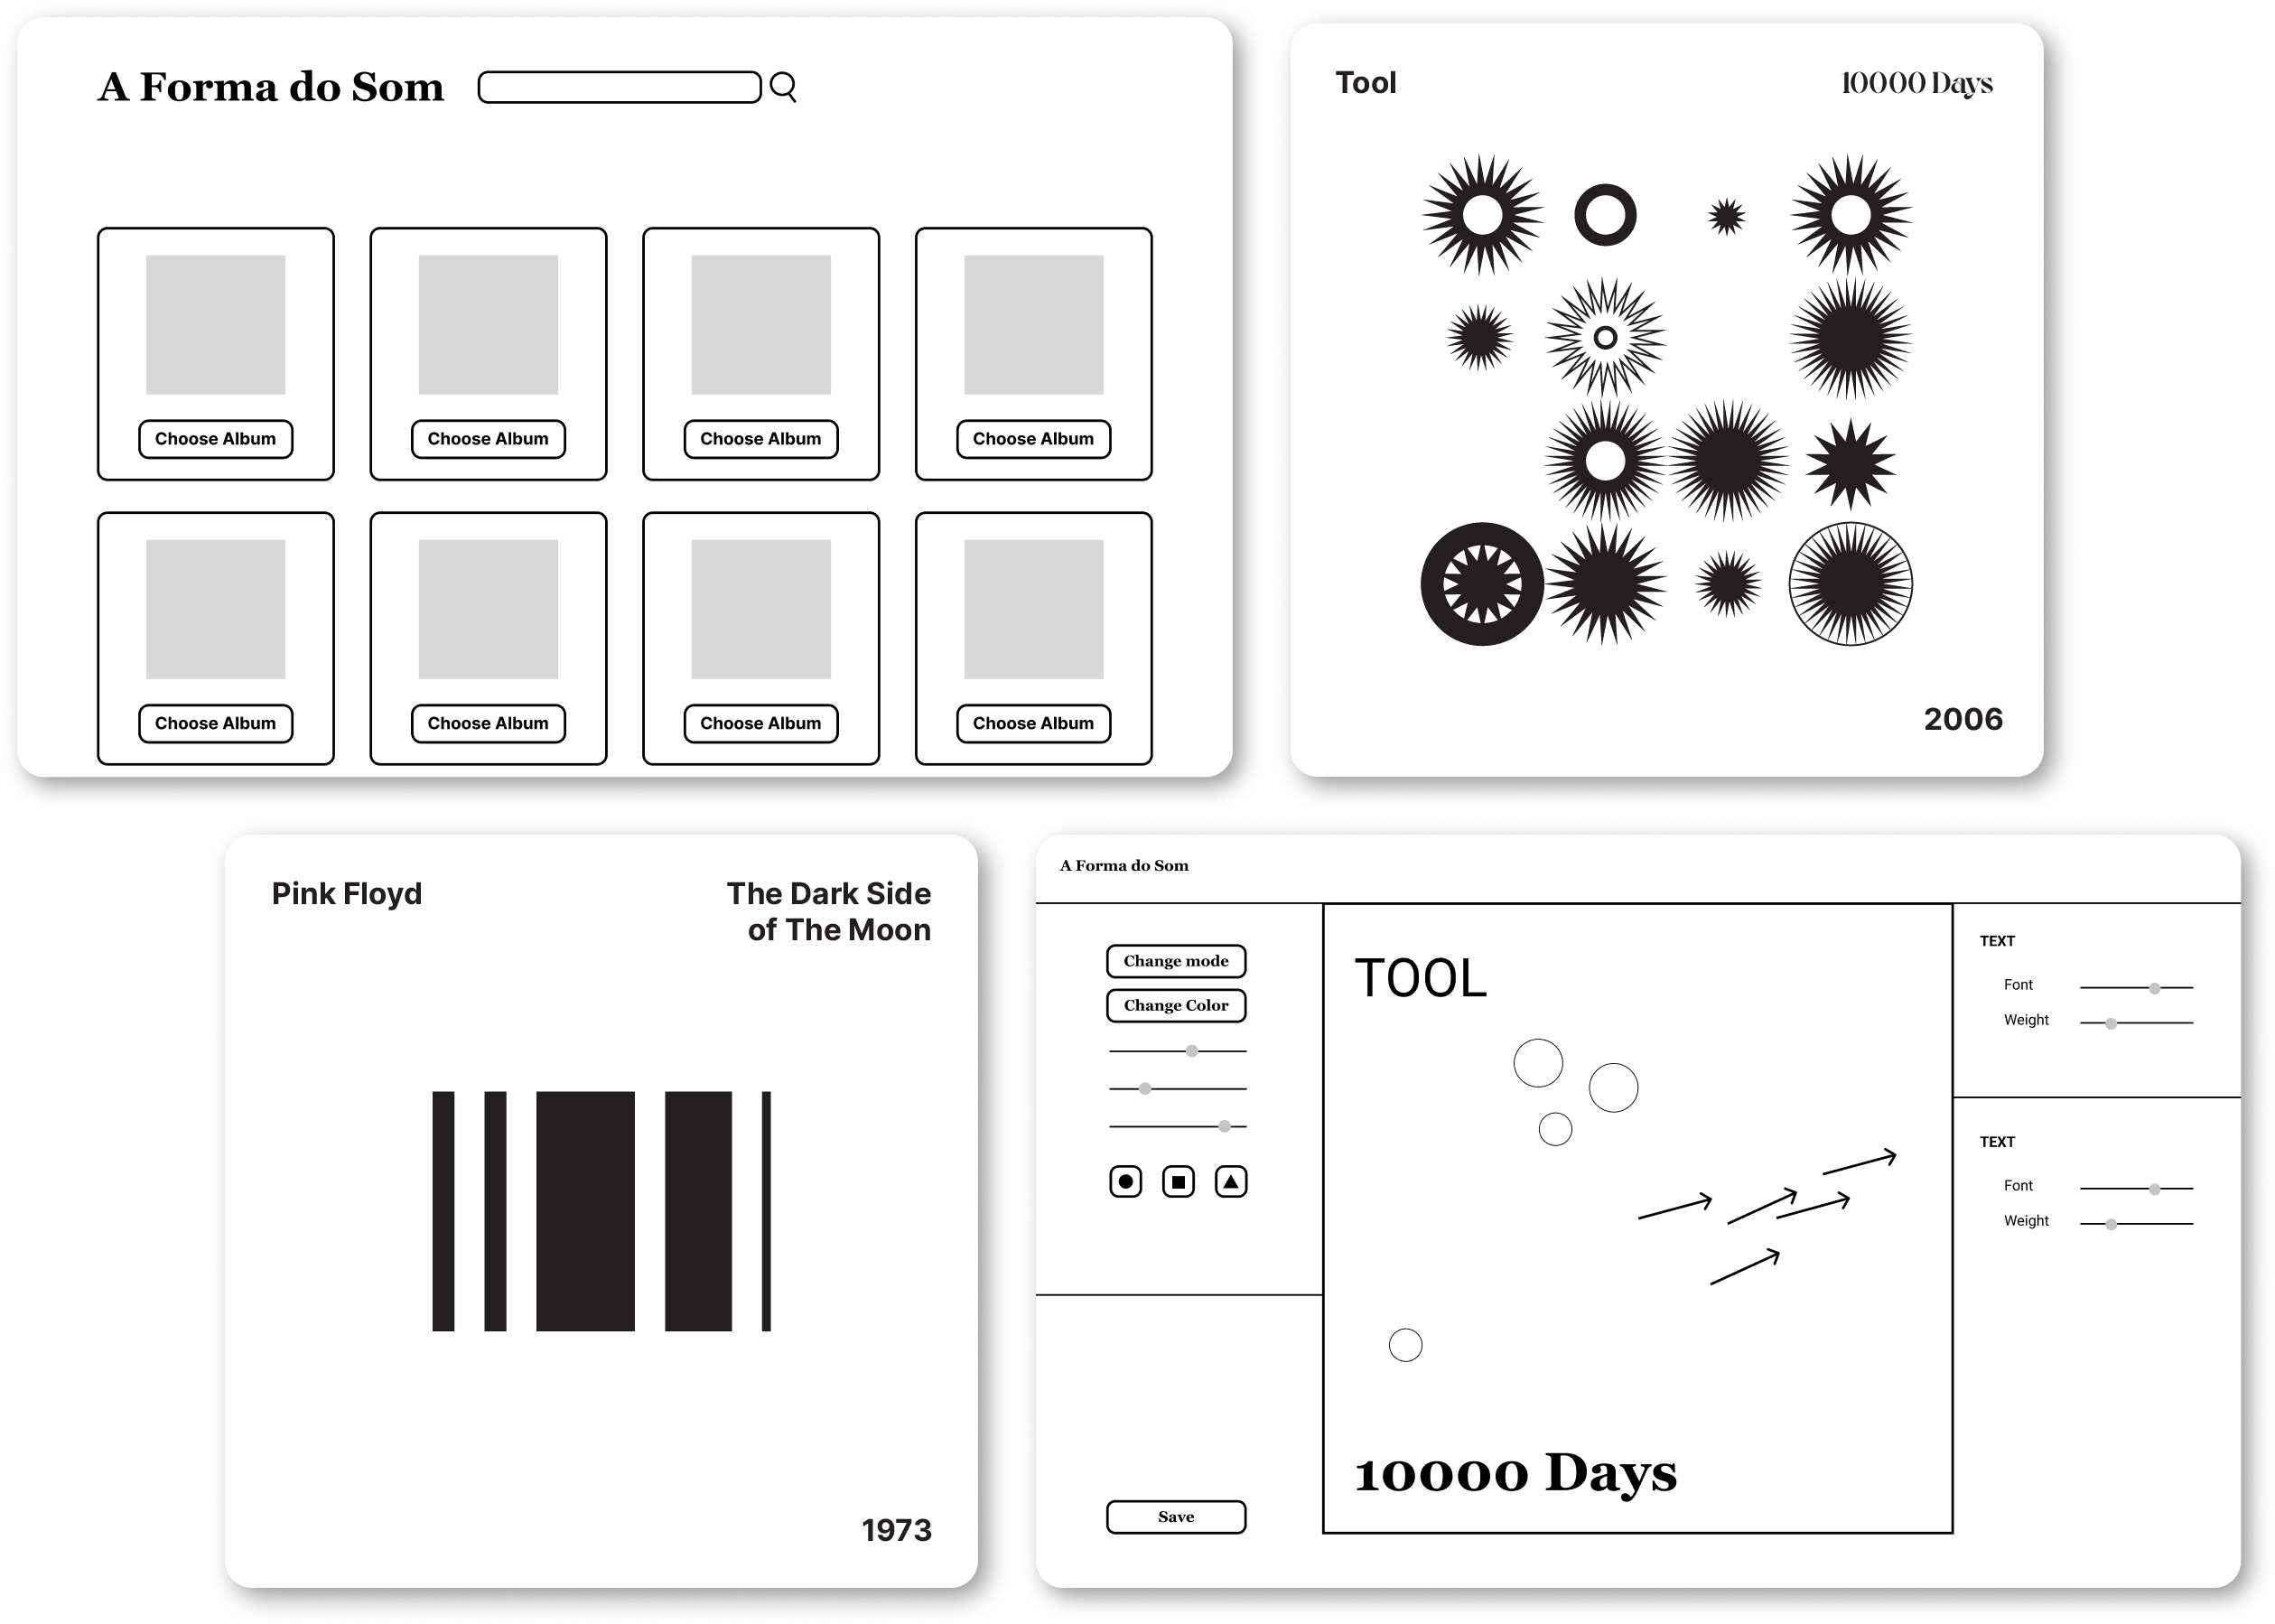 A Forma do Som
Choose Album
Choose Album
Choose Album
Choose Album
Choose Album
Choose Album
Choose Album
Choose Album
Tool
10000 Days
2006
Pink Floyd
The Dark Side
of The Moon
1973
A Forma do Som
Change mode
Change Color
Save
TOOL
10000 Days
TEXT
Font
Weight
TEXT
Font
Weight